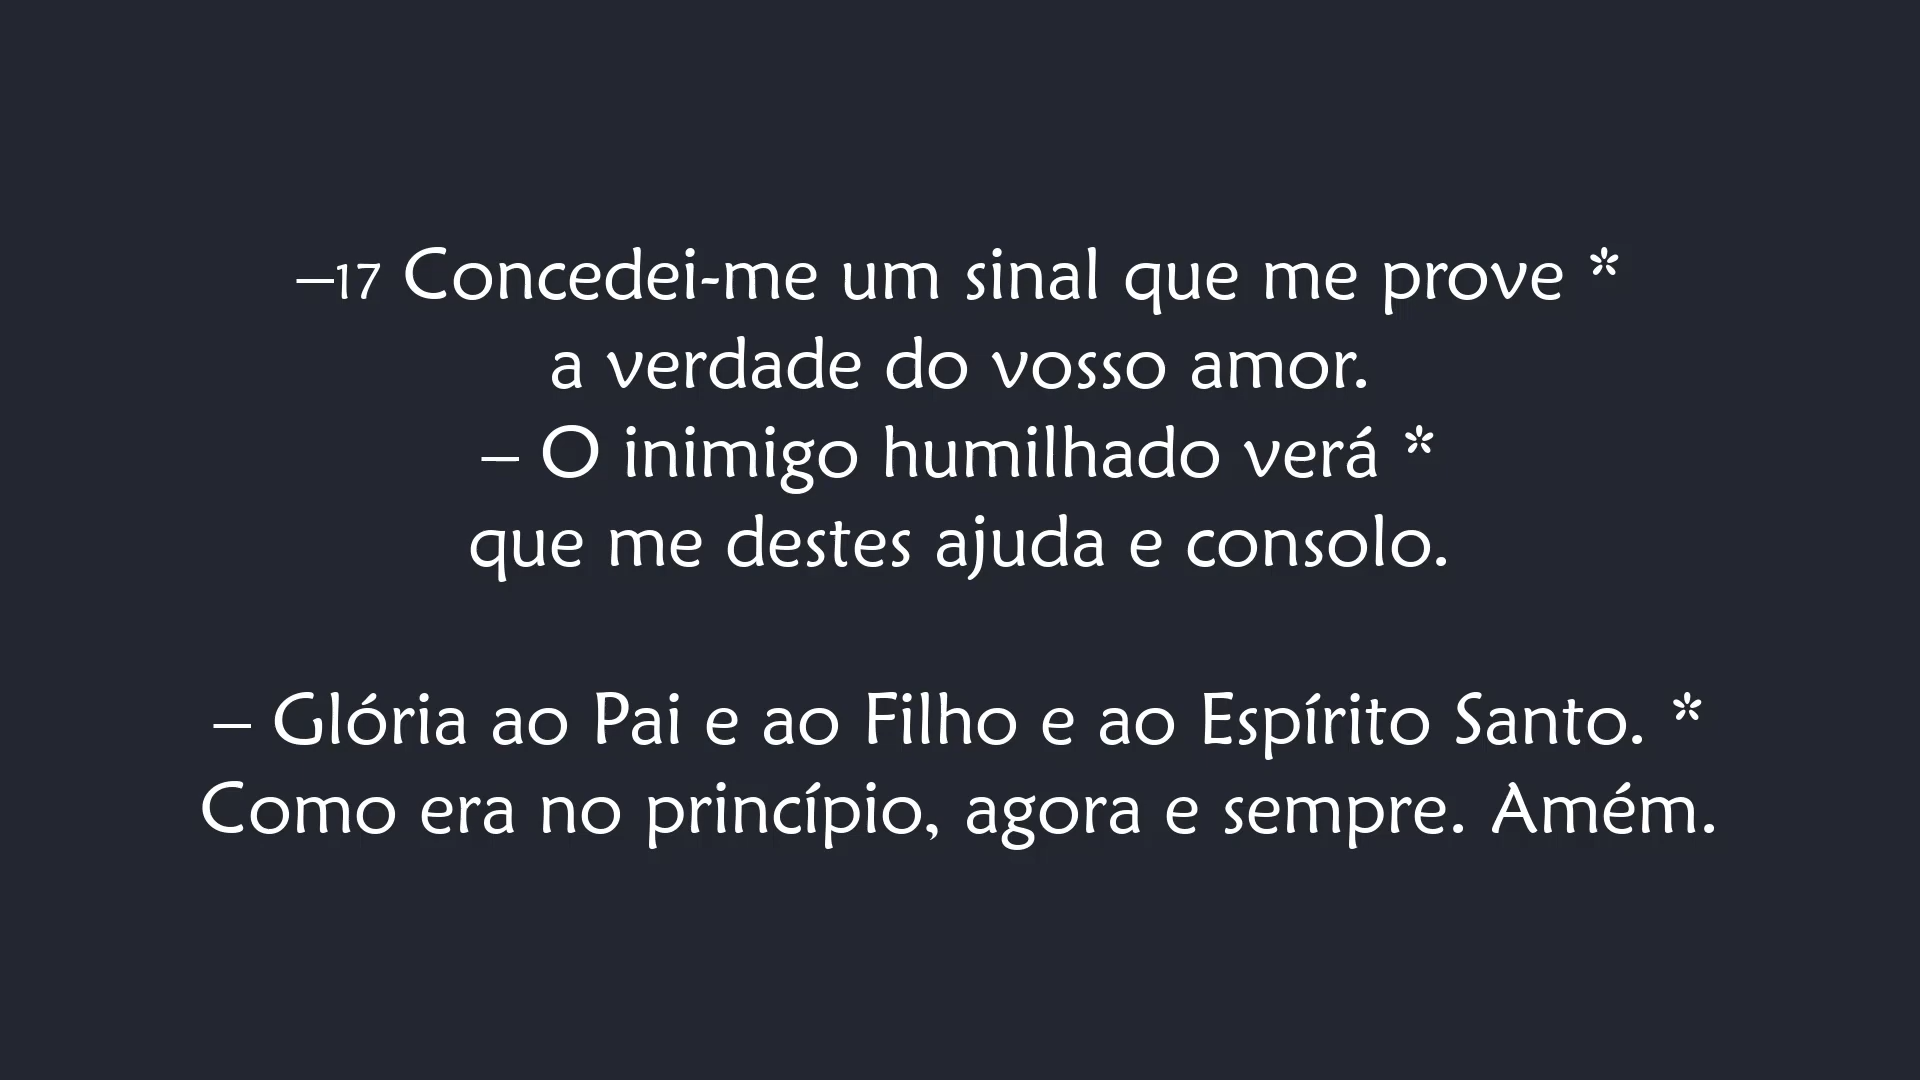 –17 Concedei-me um sinal que me prove *
a verdade do vosso amor.
– O inimigo humilhado verá *
que me destes ajuda e consolo.
– Glória ao Pai e ao Filho e ao Espírito Santo. *
Como era no princípio, agora e sempre. Amém.